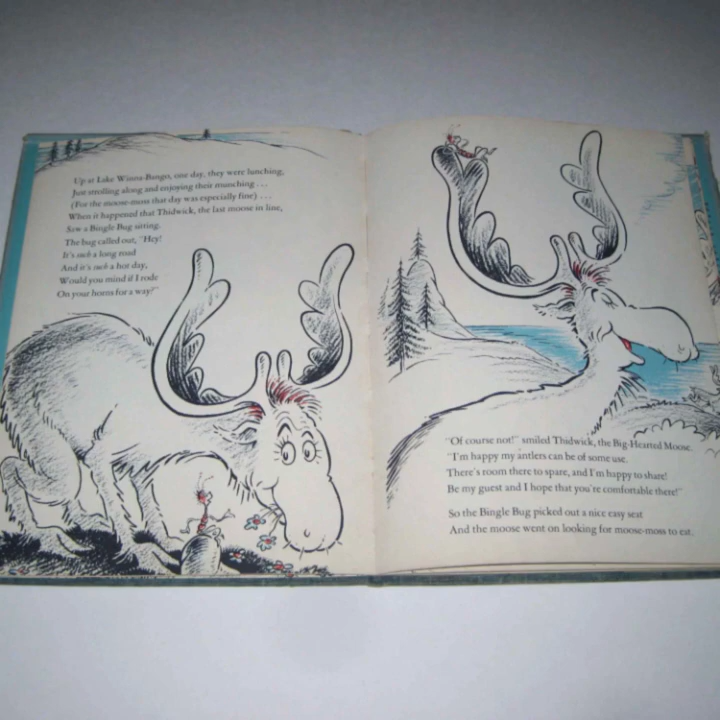 Up at Lake Winna-Bango, one day, they were lunching,
Just strolling along and enjoying their munching . . .
(For the moose-moss that day was especially fine) . . .
When it happened that Thidwick, the last moose in line,
Saw a Bingle Bug sitting.
The bug called out, "Hey!
It's such a long road
And it's such a hot day,
Would you mind if I rode
On your horns for a way?"
"Of course not!" smiled Thidwick, the Big-Hearted Moose.
"I'm happy my antlers can be of some use.
There's room there to spare, and I'm happy to share!
Be my guest and I hope that you're comfortable there!"
So the Bingle Bug picked out a nice easy seat
And the moose went on looking for moose-moss to eat.